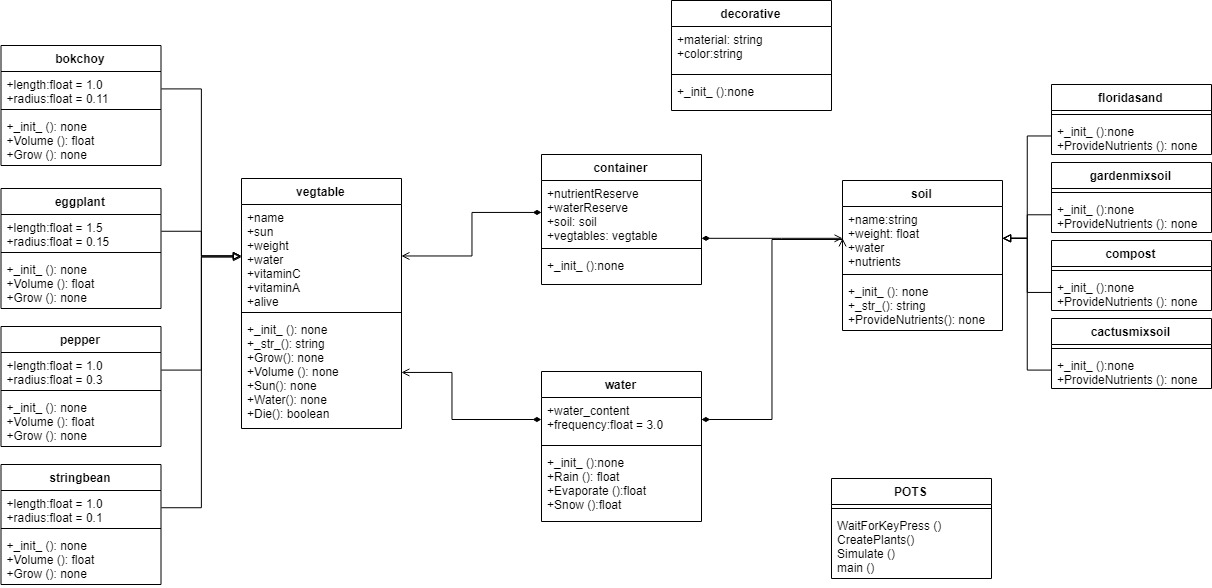 decorative
+material: string
+color:string
+_init_ ():none
bokchoy
+length:float = 1.0
+radius:float = 0.11
+_init_ (): none
+Volume (): float
+Grow (): none
eggplant
+length:float = 1.5
+radius:float = 0.15
+_init_ (): none
+Volume (): float
+Grow (): none
pepper
+length:float = 1.0
+radius:float = 0.3
+_init_ (): none
+Volume (): float
+Grow (): none
stringbean
+length:float = 1.0
+radius:float = 0.1
+_init_ (): none
+Volume (): float
+Grow (): none
vegtable
+name
+sun
+weight
+water
+vitaminC
+vitaminA
+alive
+_init_ (): none
+_str_(): string
+Grow(): none
+Volume (): none
+Sun(): none
+Water(): none
+Die(): boolean
container
+nutrientReserve
+waterReserve
+soil: soil
+vegtables: vegtable
+_init_ ():none
water
+water_content
+frequency:float = 3.0
+_init_ ():none
+Rain (): float
+Evaporate ():float
+Snow ():float
soil
+name:string
+weight: float
+water
+nutrients
+_init_ (): none
+_str_(): string
+ProvideNutrients(): none
floridasand
+_init_ ():none
+ProvideNutrients (): none
gardenmixsoil
+_init_ ():none
+ProvideNutrients (): none
compost
+_init_ ():none
+ProvideNutrients (): none
cactusmixsoil
+_init_ ():none
+ProvideNutrients (): none
POTS
WaitForKeyPress ()
CreatePlants()
Simulate ()
main ()